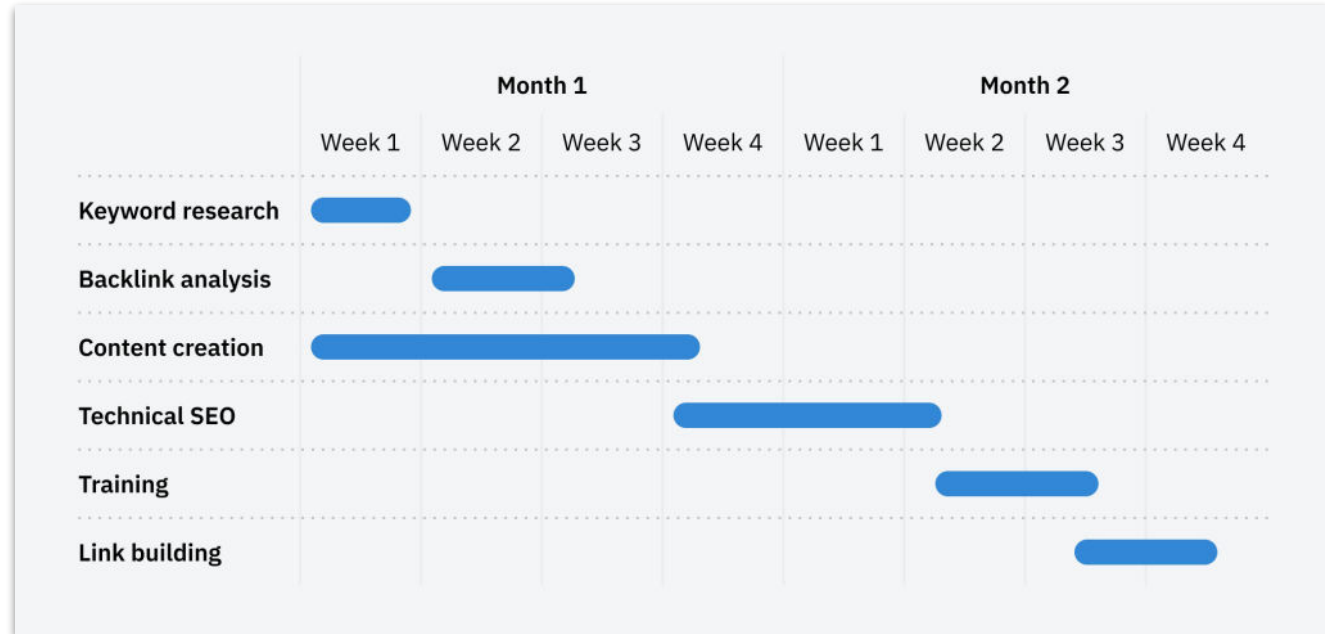 Month 1 Month 2
Week 1 Week 2 Week 3 Week 4 Week 1 Week 2 Week 3 Week 4
Keyword research
Backlink analysis
Content creation
Technical SEO
Training
Link building